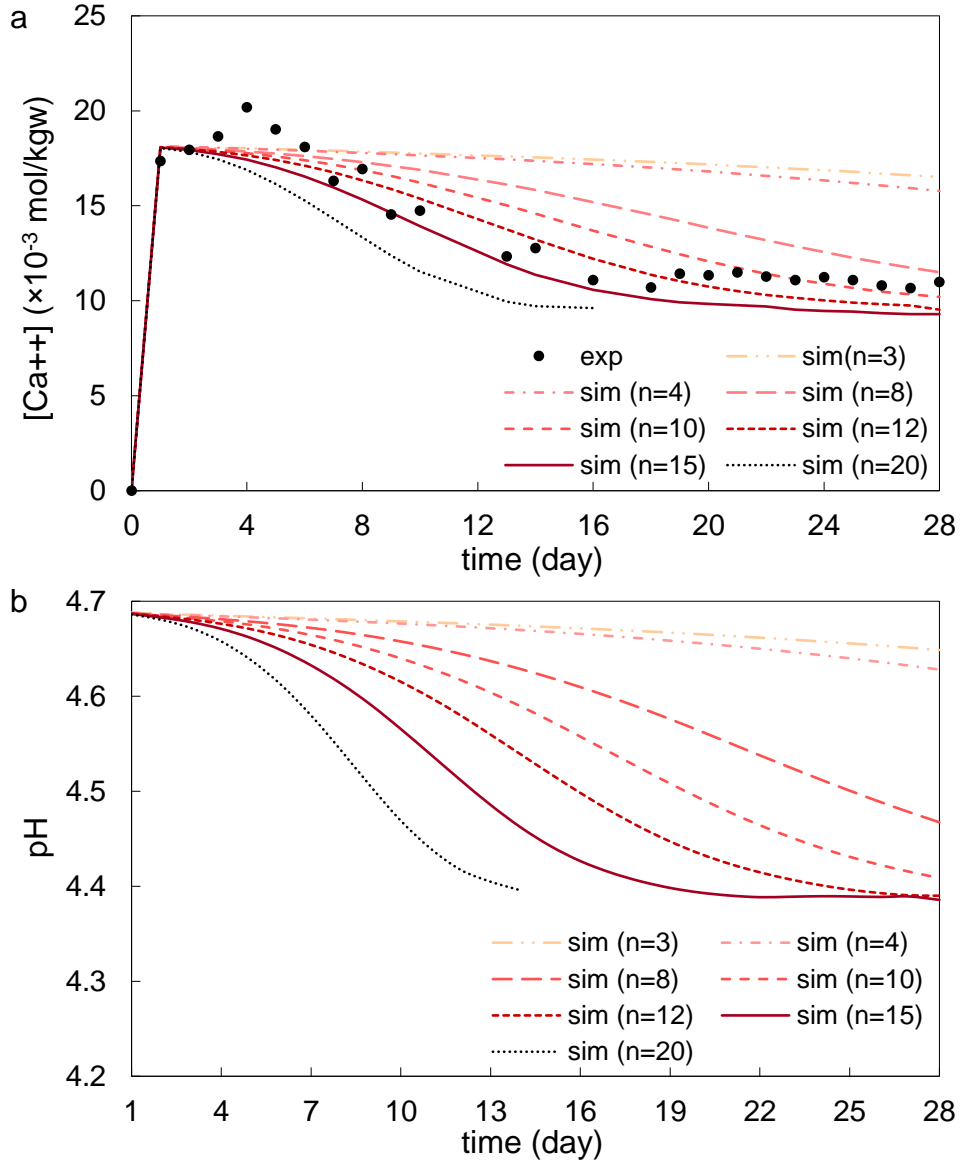 a
[Ca++] (×10⁻³ mol/kgw)
25
20
15
10
5
0
exp
sim(n=3)
sim (n=4)
sim (n=8)
sim (n=10)
sim (n=12)
sim (n=15)
sim (n=20)
0 4 8 12 16 20 24 28
time (day)
b
pH
4.7
4.6
4.5
4.4
4.3
4.2
sim (n=3)
sim (n=4)
sim (n=8)
sim (n=10)
sim (n=12)
sim (n=15)
sim (n=20)
1 4 7 10 13 16 19 22 25 28
time (day)